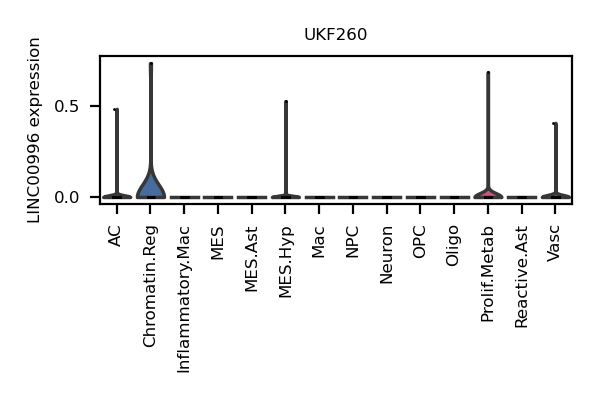 UKF260
LINC00996 expression
0.5
0.0
AC
Chromatin.Reg
Inflammatory.Mac
MES
MES.Ast
MES.Hyp
Mac
NPC
Neuron
OPC
Oligo
Prolif.Metab
Reactive.Ast
Vasc